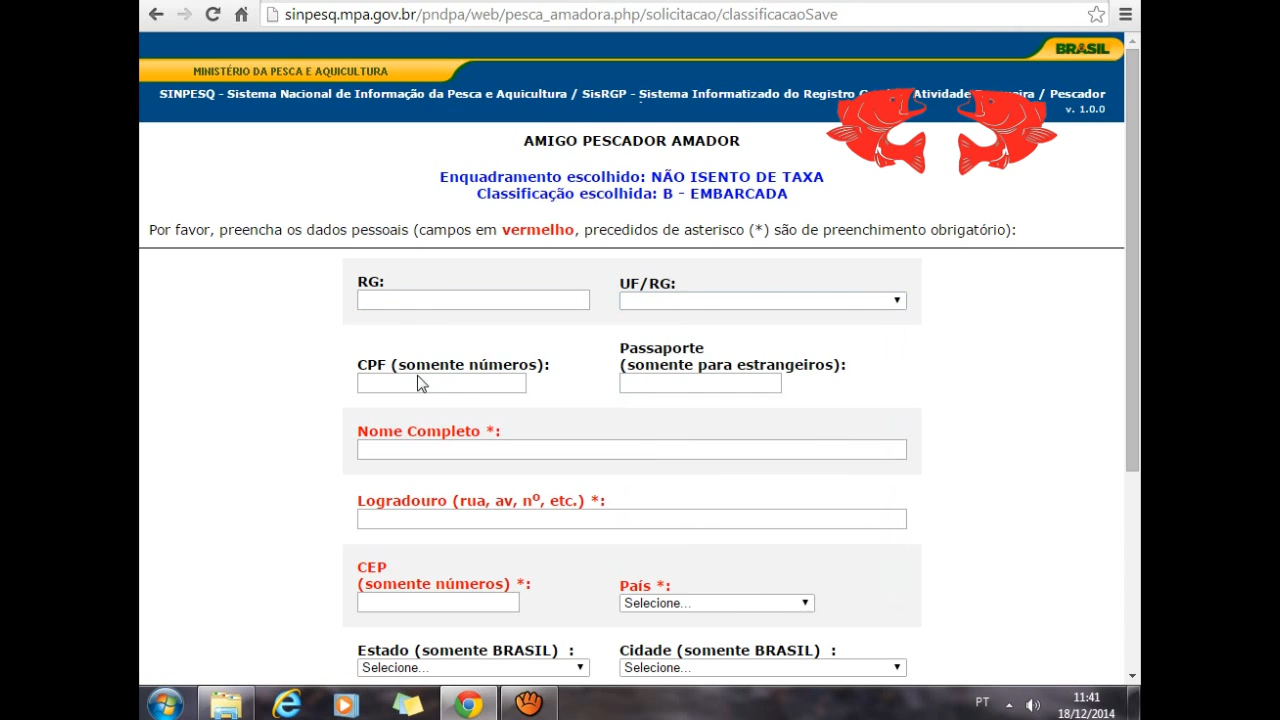 sinpesq.mpa.gov.br/pndpa/web/pesca_amadora.php/solicitacao/classificacaoSave
BRASIL
MINISTÉRIO DA PESCA E AQUICULTURA
SINPESQ - Sistema Nacional de Informação da Pesca e Aquicultura / SisRGP - Sistema Informatizado do Registro Atividade / Pescador
v. 1.0.0
AMIGO PESCADOR AMADOR
Enquadramento escolhido: NÃO ISENTO DE TAXA
Classificação escolhida: B - EMBARCADA
Por favor, preencha os dados pessoais (campos em vermelho, precedidos de asterisco (*) são de preenchimento obrigatório):
RG:
UF/RG:
CPF (somente números):
Passaporte
(somente para estrangeiros):
Nome Completo *:
Logradouro (rua, av, nº, etc.) *:
CEP
(somente números) *:
País *:
Selecione...
Estado (somente BRASIL) :
Cidade (somente BRASIL) :
Selecione...
Selecione...
PT
11:41
18/12/2014